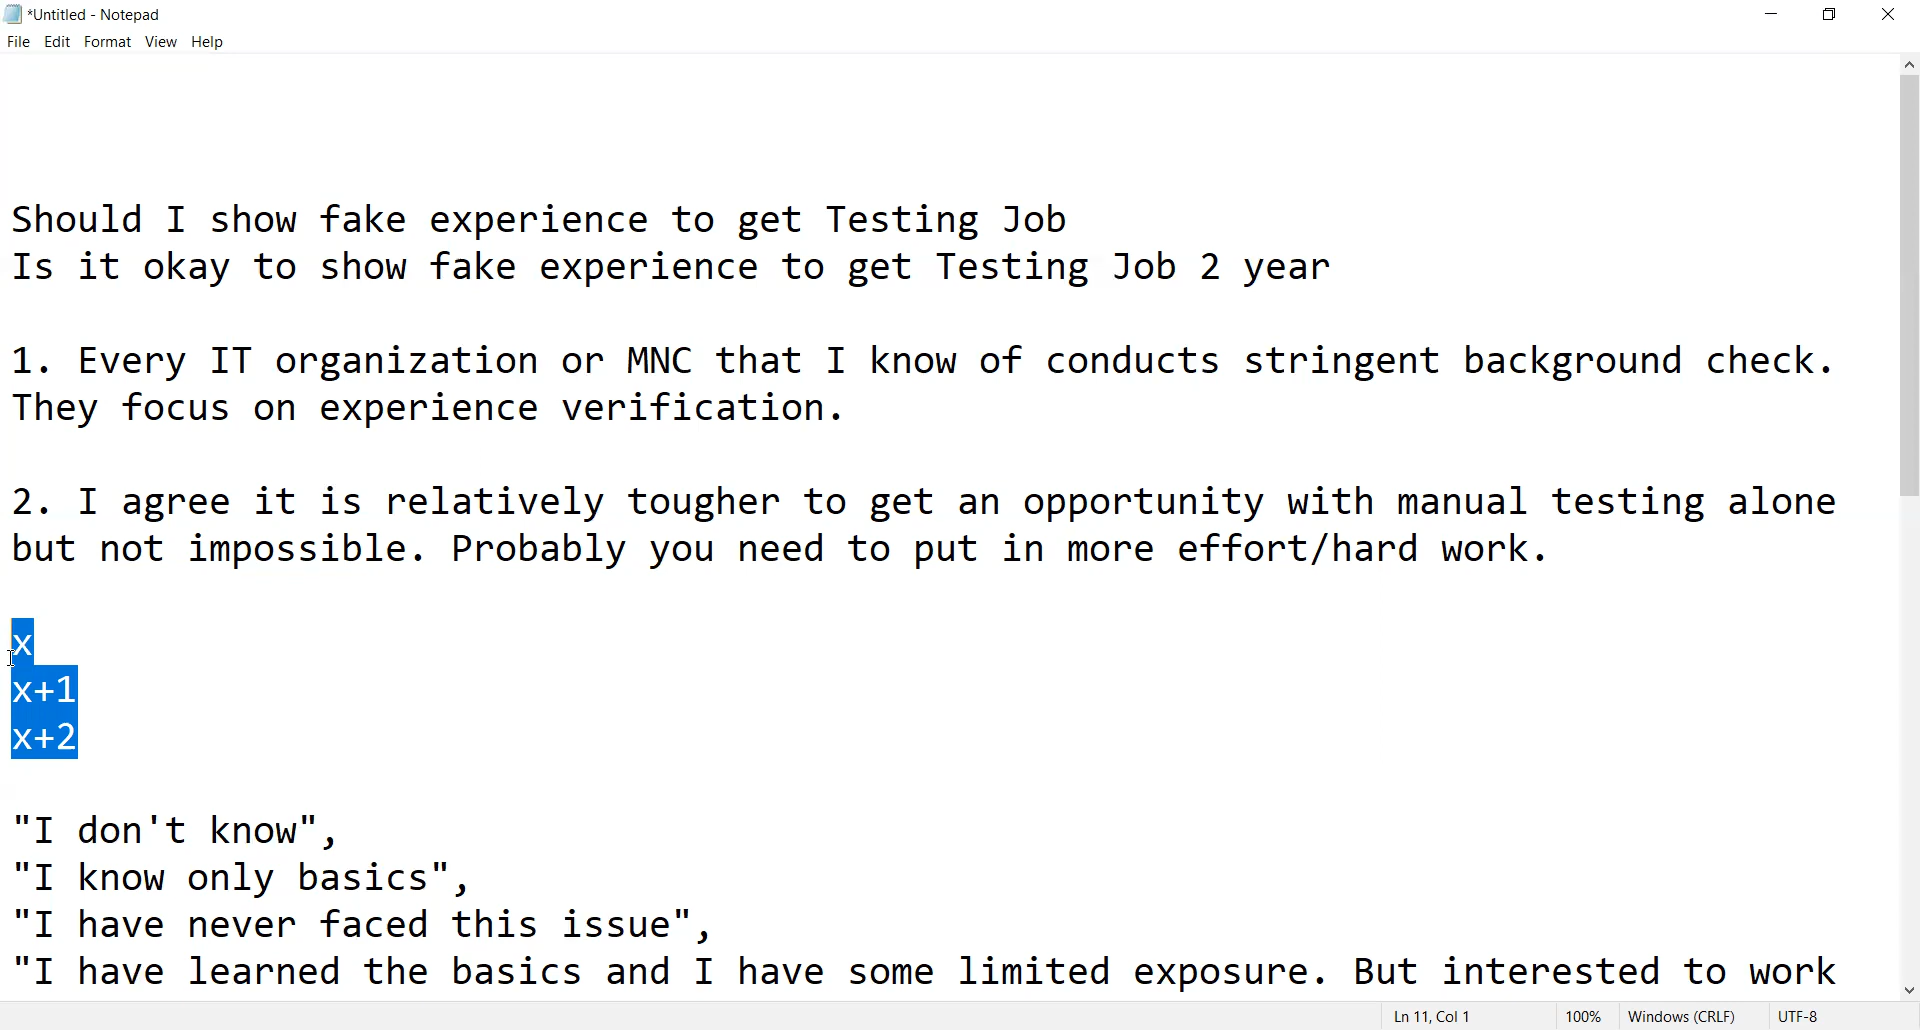 *Untitled - Notepad
File Edit Format View Help
Should I show fake experience to get Testing Job
Is it okay to show fake experience to get Testing Job 2 year
1. Every IT organization or MNC that I know of conducts stringent background check.
They focus on experience verification.
2. I agree it is relatively tougher to get an opportunity with manual testing alone
but not impossible. Probably you need to put in more effort/hard work.
x
x+1
x+2
"I don't know",
"I know only basics",
"I have never faced this issue",
"I have learned the basics and I have some limited exposure. But interested to work
Ln 11, Col 1 100% Windows (CRLF) UTF-8